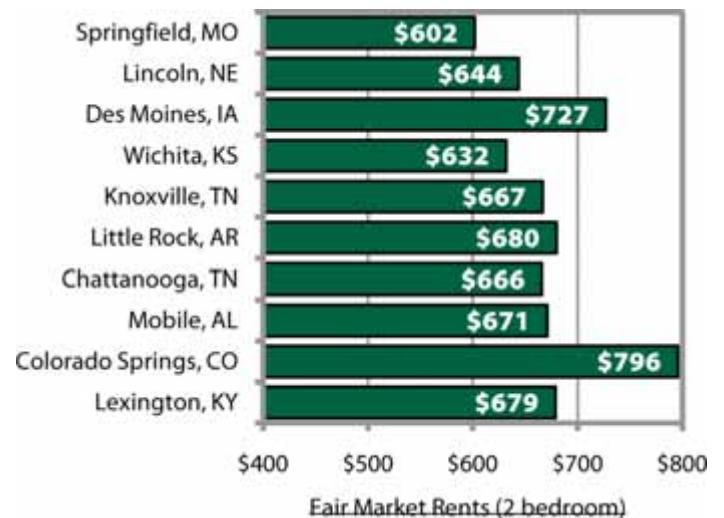 Springfield, MO $602
Lincoln, NE $644
Des Moines, IA $727
Wichita, KS $632
Knoxville, TN $667
Little Rock, AR $680
Chattanooga, TN $666
Mobile, AL $671
Colorado Springs, CO $796
Lexington, KY $679
$400 $500 $600 $700 $800
Fair Market Rents (2 bedroom)